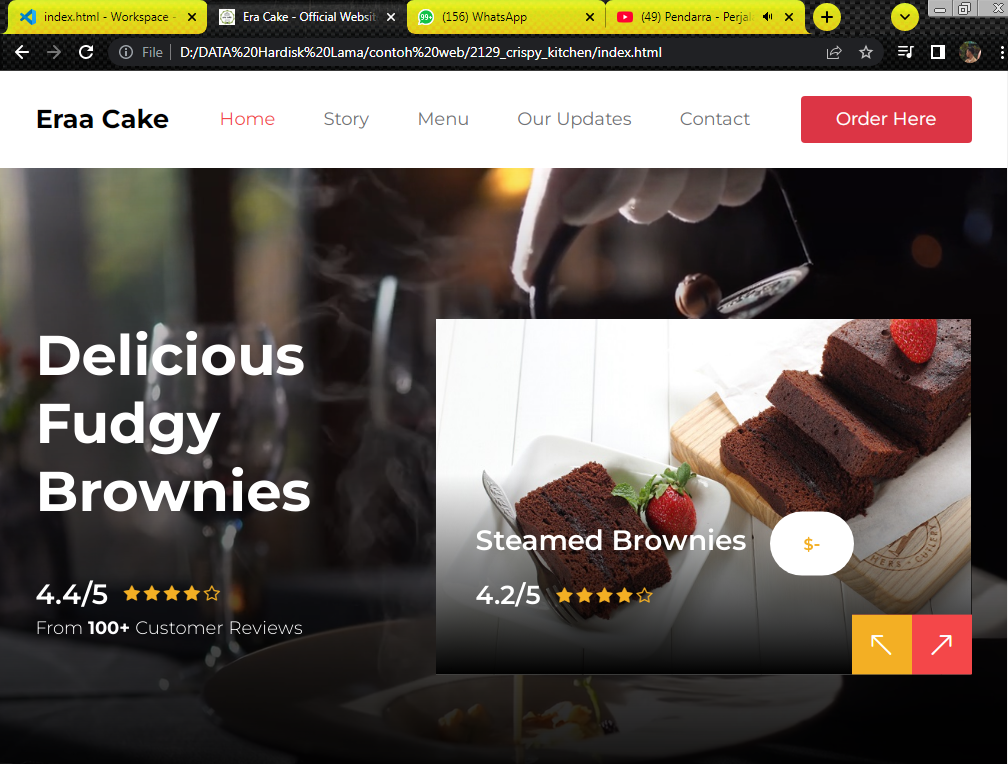 index.html - Workspace -
Era Cake - Official Websit
99+
(156) WhatsApp
(49) Pendarra - Perjal
File
D:/DATA%20Hardisk%20Lama/contoh%20web/2129_crispy_kitchen/index.html
Eraa Cake
Home
Story
Menu
Our Updates
Contact
Order Here
Delicious
Fudgy
Brownies
4.4/5
From 100+ Customer Reviews
Steamed Brownies
$-
4.2/5
CUTLERY